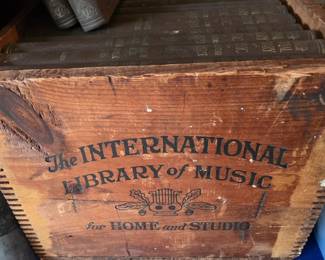 The INTERNATIONAL
LIBRARY of MUSIC
for HOME and STUDIO